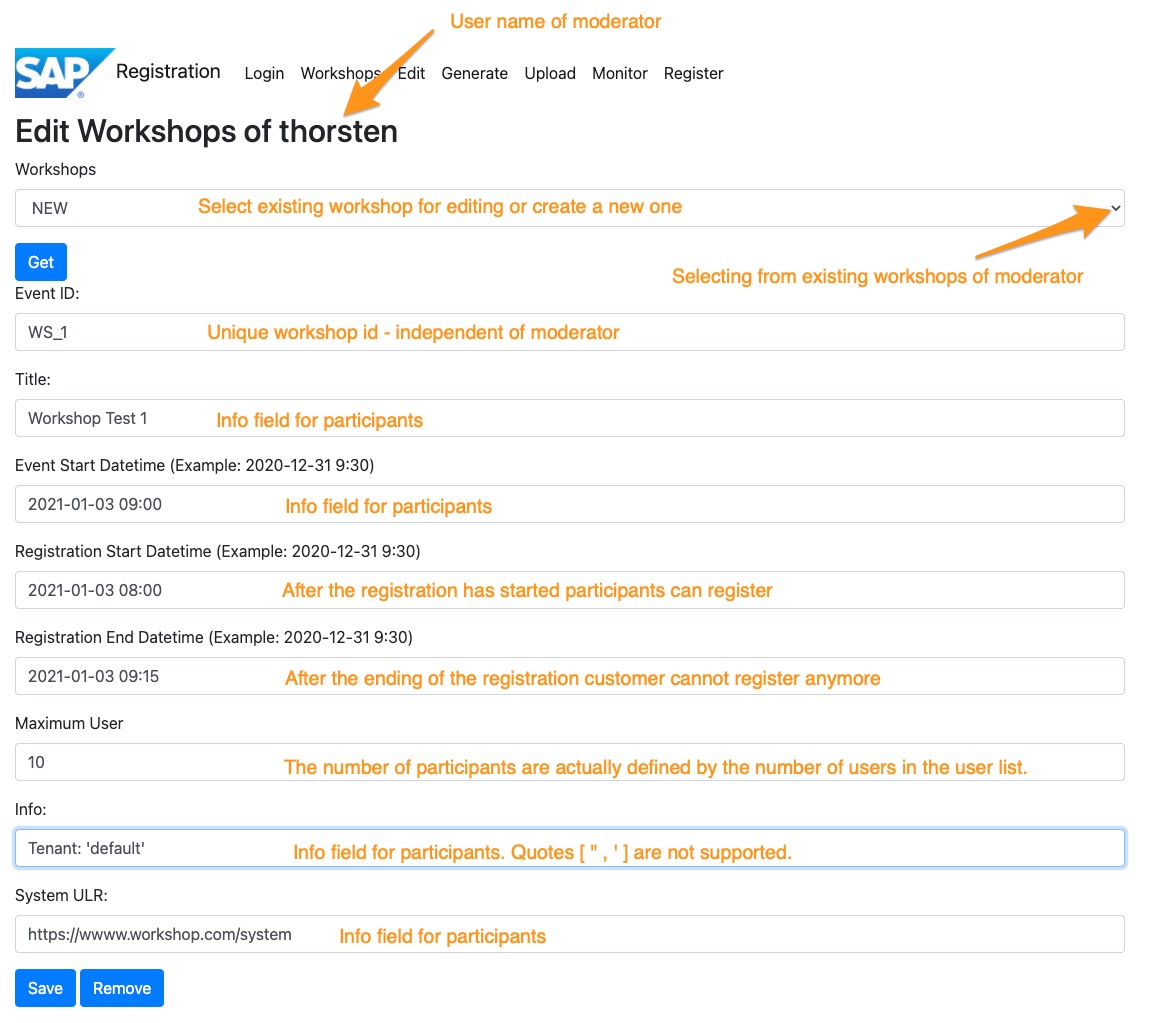 User name of moderator
SAP ® Registration Login Workshops Edit Generate Upload Monitor Register
Edit Workshops of thorsten
Workshops
NEW Select existing workshop for editing or create a new one
Get
Selecting from existing workshops of moderator
Event ID:
WS_1 Unique workshop id - independent of moderator
Title:
Workshop Test 1 Info field for participants
Event Start Datetime (Example: 2020-12-31 9:30)
2021-01-03 09:00 Info field for participants
Registration Start Datetime (Example: 2020-12-31 9:30)
2021-01-03 08:00 After the registration has started participants can register
Registration End Datetime (Example: 2020-12-31 9:30)
2021-01-03 09:15 After the ending of the registration customer cannot register anymore
Maximum User
10 The number of participants are actually defined by the number of users in the user list.
Info:
Tenant: 'default' Info field for participants. Quotes [ " , ' ] are not supported.
System ULR:
https://wwww.workshop.com/system Info field for participants
Save Remove